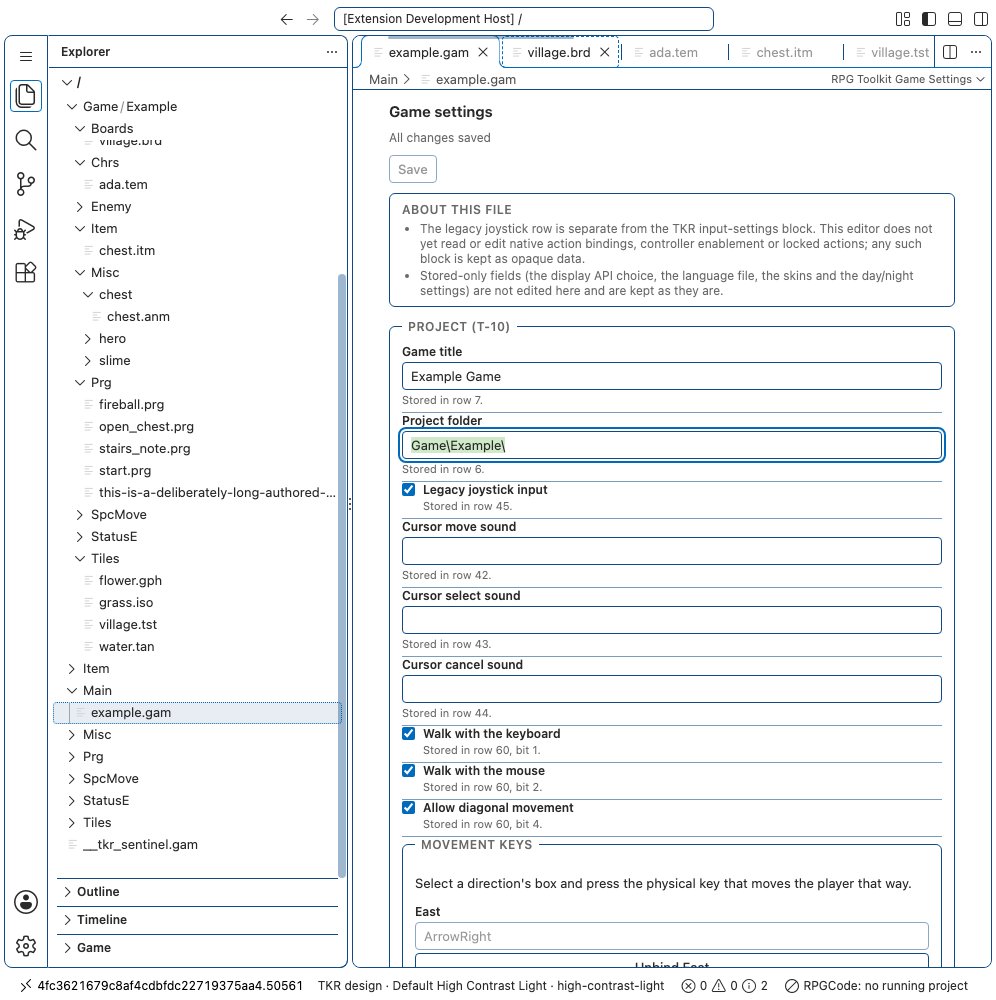 [Extension Development Host] /
Explorer
/
Game / Example
Boards
village.brd
Chrs
ada.tem
Enemy
Item
chest.itm
Misc
chest
chest.anm
hero
slime
Prg
fireball.prg
open_chest.prg
stairs_note.prg
start.prg
this-is-a-deliberately-long-authored-...
SpcMove
StatusE
Tiles
flower.gph
grass.iso
village.tst
water.tan
Item
Main
example.gam
Misc
Prg
SpcMove
StatusE
Tiles
__tkr_sentinel.gam
Outline
Timeline
Game
example.gam
village.brd
ada.tem
chest.itm
village.tst
Main > example.gam
RPG Toolkit Game Settings
Game settings
All changes saved
Save
ABOUT THIS FILE
• The legacy joystick row is separate from the TKR input-settings block. This editor does not
yet read or edit native action bindings, controller enablement or locked actions; any such
block is kept as opaque data.
• Stored-only fields (the display API choice, the language file, the skins and the day/night
settings) are not edited here and are kept as they are.
PROJECT (T-10)
Game title
Example Game
Stored in row 7.
Project folder
Game\Example\
Stored in row 6.
Legacy joystick input
Stored in row 45.
Cursor move sound
Stored in row 42.
Cursor select sound
Stored in row 43.
Cursor cancel sound
Stored in row 44.
Walk with the keyboard
Stored in row 60, bit 1.
Walk with the mouse
Stored in row 60, bit 2.
Allow diagonal movement
Stored in row 60, bit 4.
MOVEMENT KEYS
Select a direction's box and press the physical key that moves the player that way.
East
ArrowRight
Unbind East
4fc3621679c8af4cdbfdc22719375aa4.50561
TKR design · Default High Contrast Light · high-contrast-light
0 0 2
RPGCode: no running project